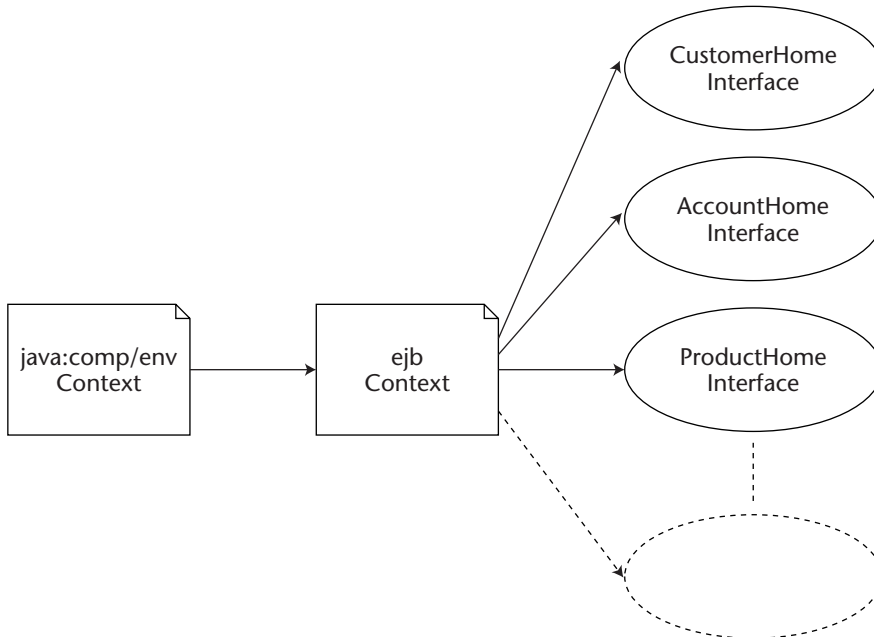 CustomerHome
Interface
AccountHome
Interface
java:comp/env
Context
ejb
Context
ProductHome
Interface